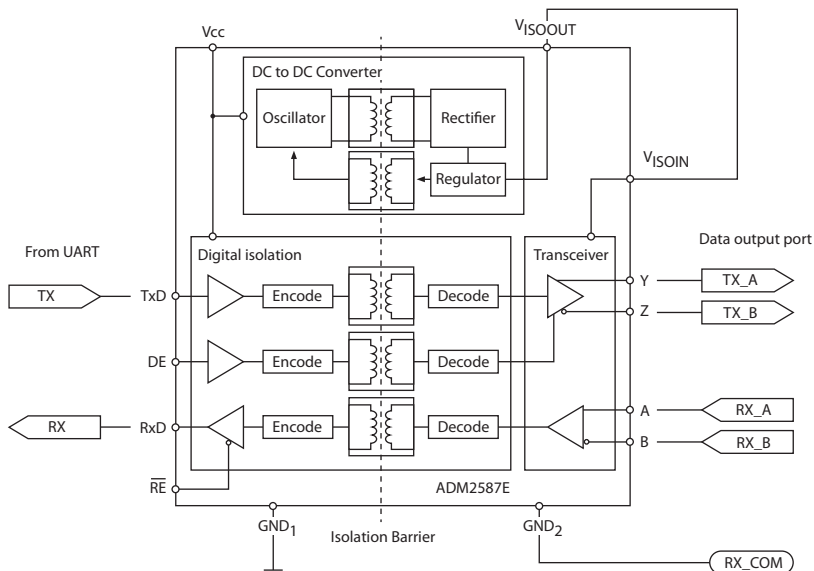 Vcc
VISOOUT
DC to DC Converter
Oscillator
Rectifier
Regulator
VISOIN
From UART
Digital isolation
Transceiver
Data output port
TX
TxD
Encode
Decode
Y
TX_A
Z
TX_B
DE
Encode
Decode
RX
RxD
Encode
Decode
A
RX_A
B
RX_B
RE
ADM2587E
GND1
GND2
Isolation Barrier
RX_COM